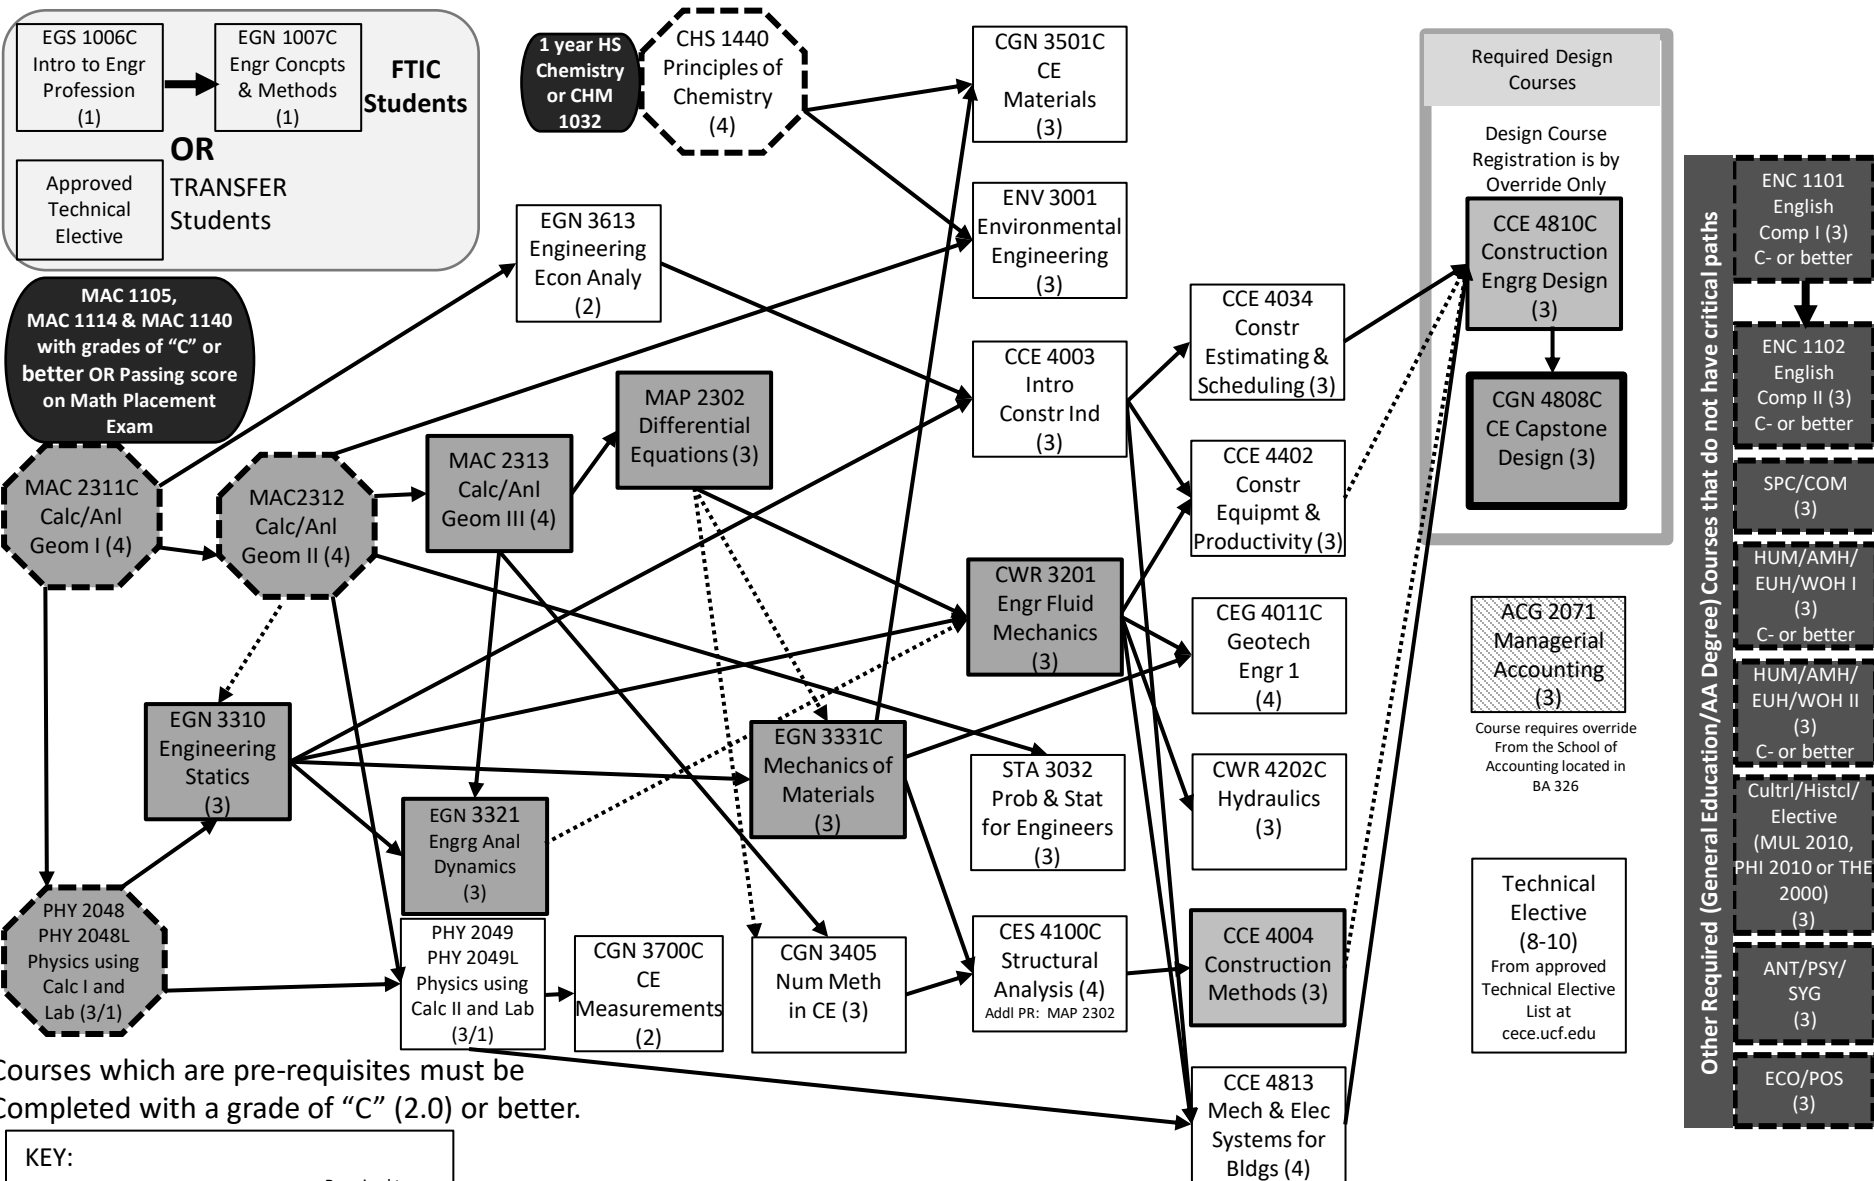 EGS 1006C
Intro to Engr
Profession
(1)
EGN 1007C
Engr Concpts
& Methods
(1)
FTIC
Students
OR
TRANSFER
Students
Approved
Technical
Elective
MAC 1105,
MAC 1114 & MAC 1140
with grades of “C” or
better OR Passing score
on Math Placement
Exam
MAC 2311C
Calc/Anl
Geom I (4)
PHY 2048
PHY 2048L
Physics using
Calc I and
Lab (3/1)
MAC2312
Calc/Anl
Geom II (4)
EGN 3310
Engineering
Statics
(3)
MAC 2313
Calc/Anl
Geom III (4)
EGN 3321
Engrg Anal
Dynamics
(3)
PHY 2049
PHY 2049L
Physics using
Calc II and Lab
(3/1)
1 year HS
Chemistry
or CHM
1032
CHS 1440
Principles of
Chemistry
(4)
EGN 3613
Engineering
Econ Analy
(2)
MAP 2302
Differential
Equations (3)
CGN 3700C
CE
Measurements
(2)
EGN 3331C
Mechanics of
Materials
(3)
CGN 3405
Num Meth
in CE (3)
CGN 3501C
CE
Materials
(3)
ENV 3001
Environmental
Engineering
(3)
CCE 4003
Intro
Constr Ind
(3)
CWR 3201
Engr Fluid
Mechanics
(3)
STA 3032
Prob & Stat
for Engineers
(3)
CES 4100C
Structural
Analysis (4)
Addl PR: MAP 2302
CCE 4034
Constr
Estimating &
Scheduling (3)
CCE 4402
Constr
Equipmt &
Productivity (3)
CEG 4011C
Geotech
Engr 1
(4)
CWR 4202C
Hydraulics
(3)
CCE 4004
Construction
Methods (3)
CCE 4813
Mech & Elec
Systems for
Bldgs (4)
Required Design
Courses
Design Course
Registration is by
Override Only
CCE 4810C
Construction
Engrg Design
(3)
CGN 4808C
CE Capstone
Design (3)
ACG 2071
Managerial
Accounting
(3)
Course requires override
From the School of
Accounting located in
BA 326
Technical
Elective
(8-10)
From approved
Technical Elective
List at
cece.ucf.edu
Other Required (General Education/AA Degree) Courses that do not have critical paths
ENC 1101
English
Comp I (3)
C- or better
ENC 1102
English
Comp II (3)
C- or better
SPC/COM
(3)
HUM/AMH/
EUH/WOH I
(3)
C- or better
HUM/AMH/
EUH/WOH II
(3)
C- or better
Cultrl/Histcl/
Elective
(MUL 2010,
PHI 2010 or THE
2000)
(3)
ANT/PSY/
SYG
(3)
ECO/POS
(3)
Courses which are pre-requisites must be
Completed with a grade of “C” (2.0) or better.
KEY: